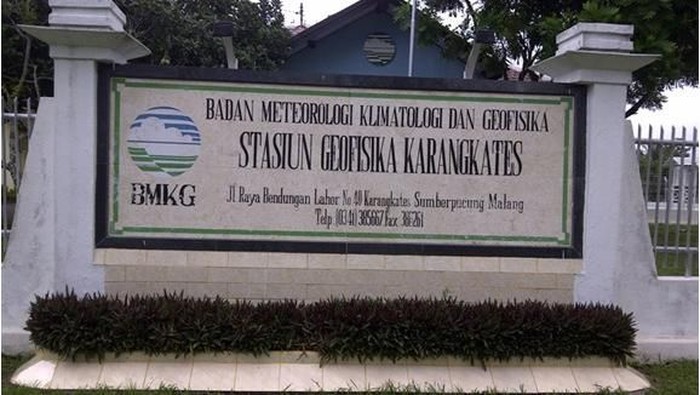 BADAN METEOROLOGI KLIMATOLOGI DAN GEOFISIKA
STASIUN GEOFISIKA KARANGKATES
BMKG
Jl Raya Bendungan Lahor No 40 Karangkates Sumberpucung Malang
Telp (0341) 385667 Fax 386261